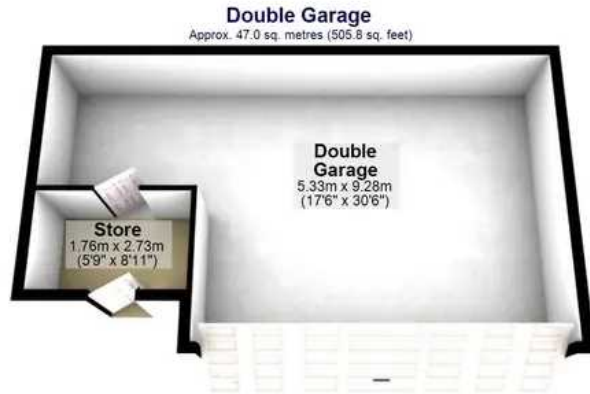 Double Garage
Approx. 47.0 sq. metres (505.8 sq. feet)
Double
Garage
5.33m x 9.28m
(17'6" x 30'6")
Store
1.76m x 2.73m
(5'9" x 8'11")